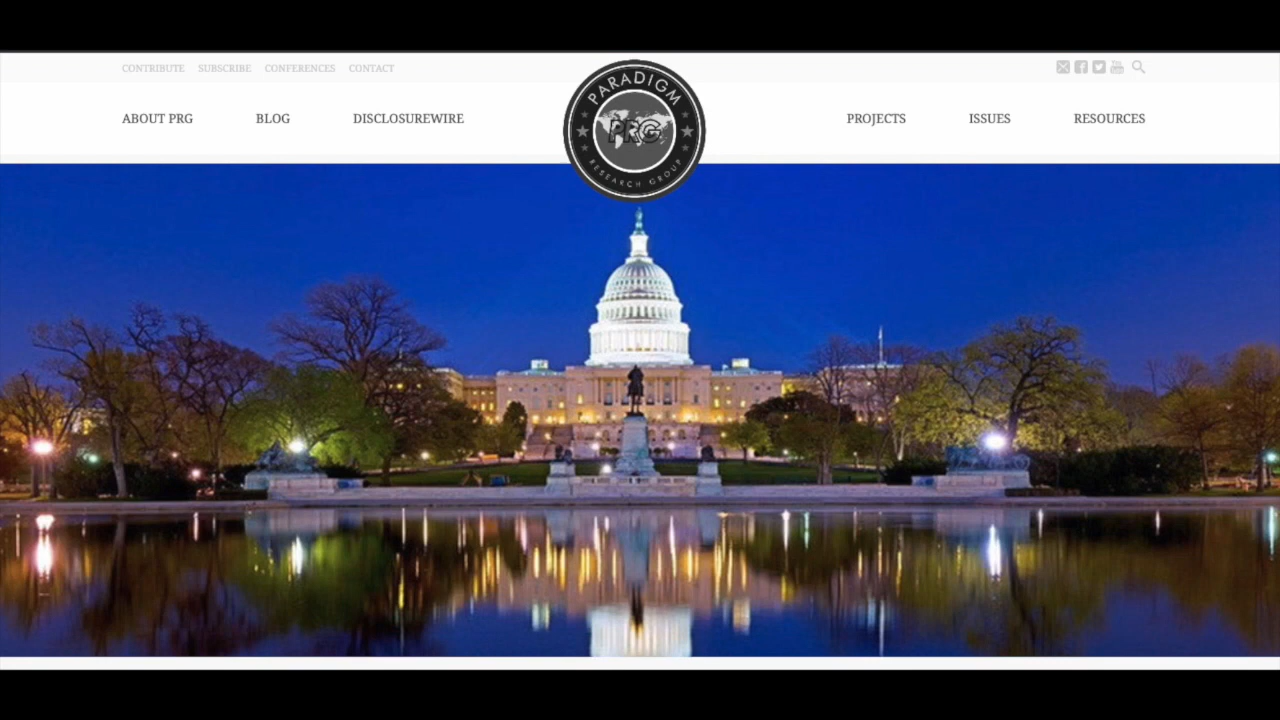 CONTRIBUTE SUBSCRIBE CONFERENCES CONTACT
ABOUT PRG BLOG DISCLOSUREWIRE
PARADIGM
PRG
RESEARCH GROUP
PROJECTS ISSUES RESOURCES